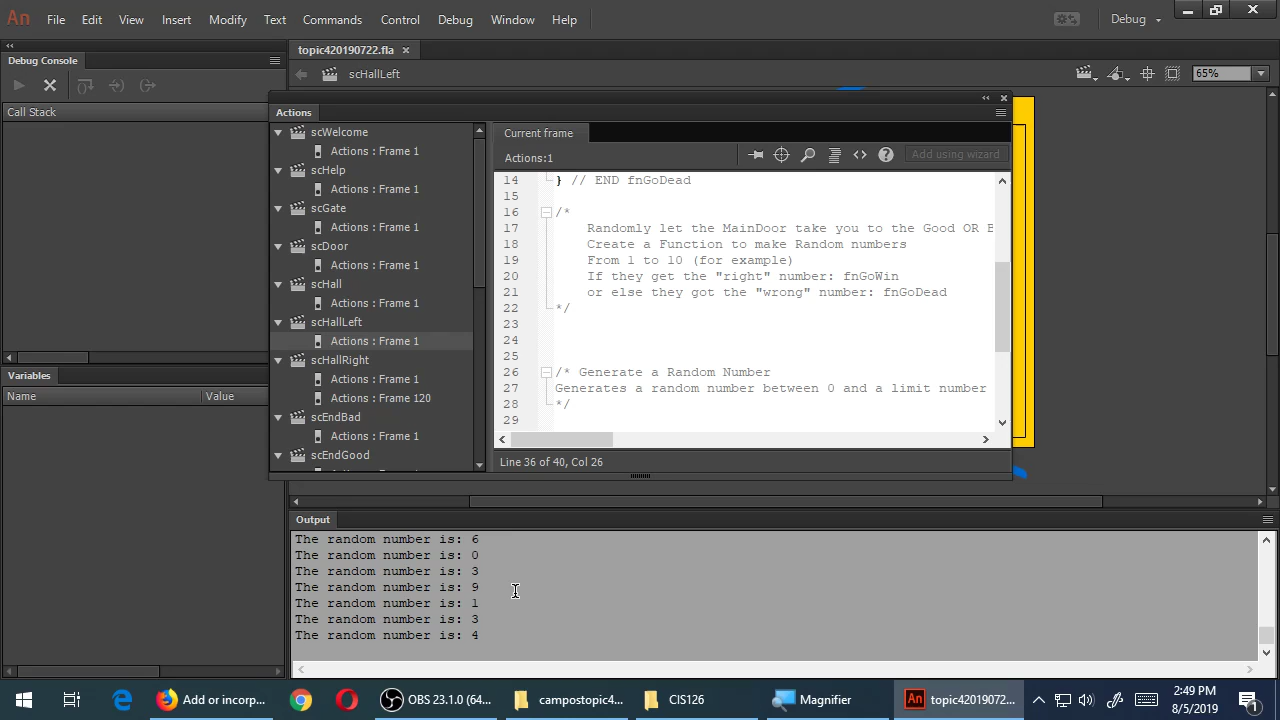 An File Edit View Insert Modify Text Commands Control Debug Window Help Debug
Debug Console
Call Stack
Variables
Name Value
topic420190722.fla ×
scHallLeft 65%
Actions
scWelcome
Actions : Frame 1
scHelp
Actions : Frame 1
scGate
Actions : Frame 1
scDoor
Actions : Frame 1
scHall
Actions : Frame 1
scHallLeft
Actions : Frame 1
scHallRight
Actions : Frame 1
Actions : Frame 120
scEndBad
Actions : Frame 1
scEndGood
Current frame
Actions:1 Add using wizard
14 } // END fnGoDead
15
16 /*
17 Randomly let the MainDoor take you to the Good OR B
18 Create a Function to make Random numbers
19 From 1 to 10 (for example)
20 If they get the "right" number: fnGoWin
21 or else they got the "wrong" number: fnGoDead
22 */
23
24
25
26 /* Generate a Random Number
27 Generates a random number between 0 and a limit number
28 */
29
Line 36 of 40, Col 26
Output
The random number is: 6
The random number is: 0
The random number is: 3
The random number is: 9
The random number is: 1
The random number is: 3
The random number is: 4
Add or incorp... OBS 23.1.0 (64... campostopic4... CIS126 Magnifier An topic42019072...
2:49 PM
8/5/2019
1